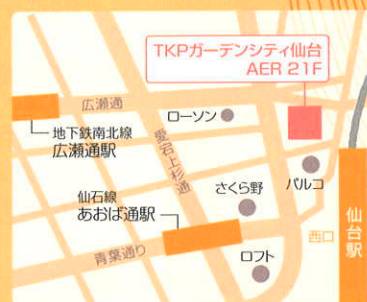 TKPガーデンシティ仙台
AER 21F
広瀬通
ローソン
地下鉄南北線
広瀬通駅
愛宕上杉通
パルコ
さくら野
仙石線
あおば通駅
仙台駅
西口
青葉通り
ロフト